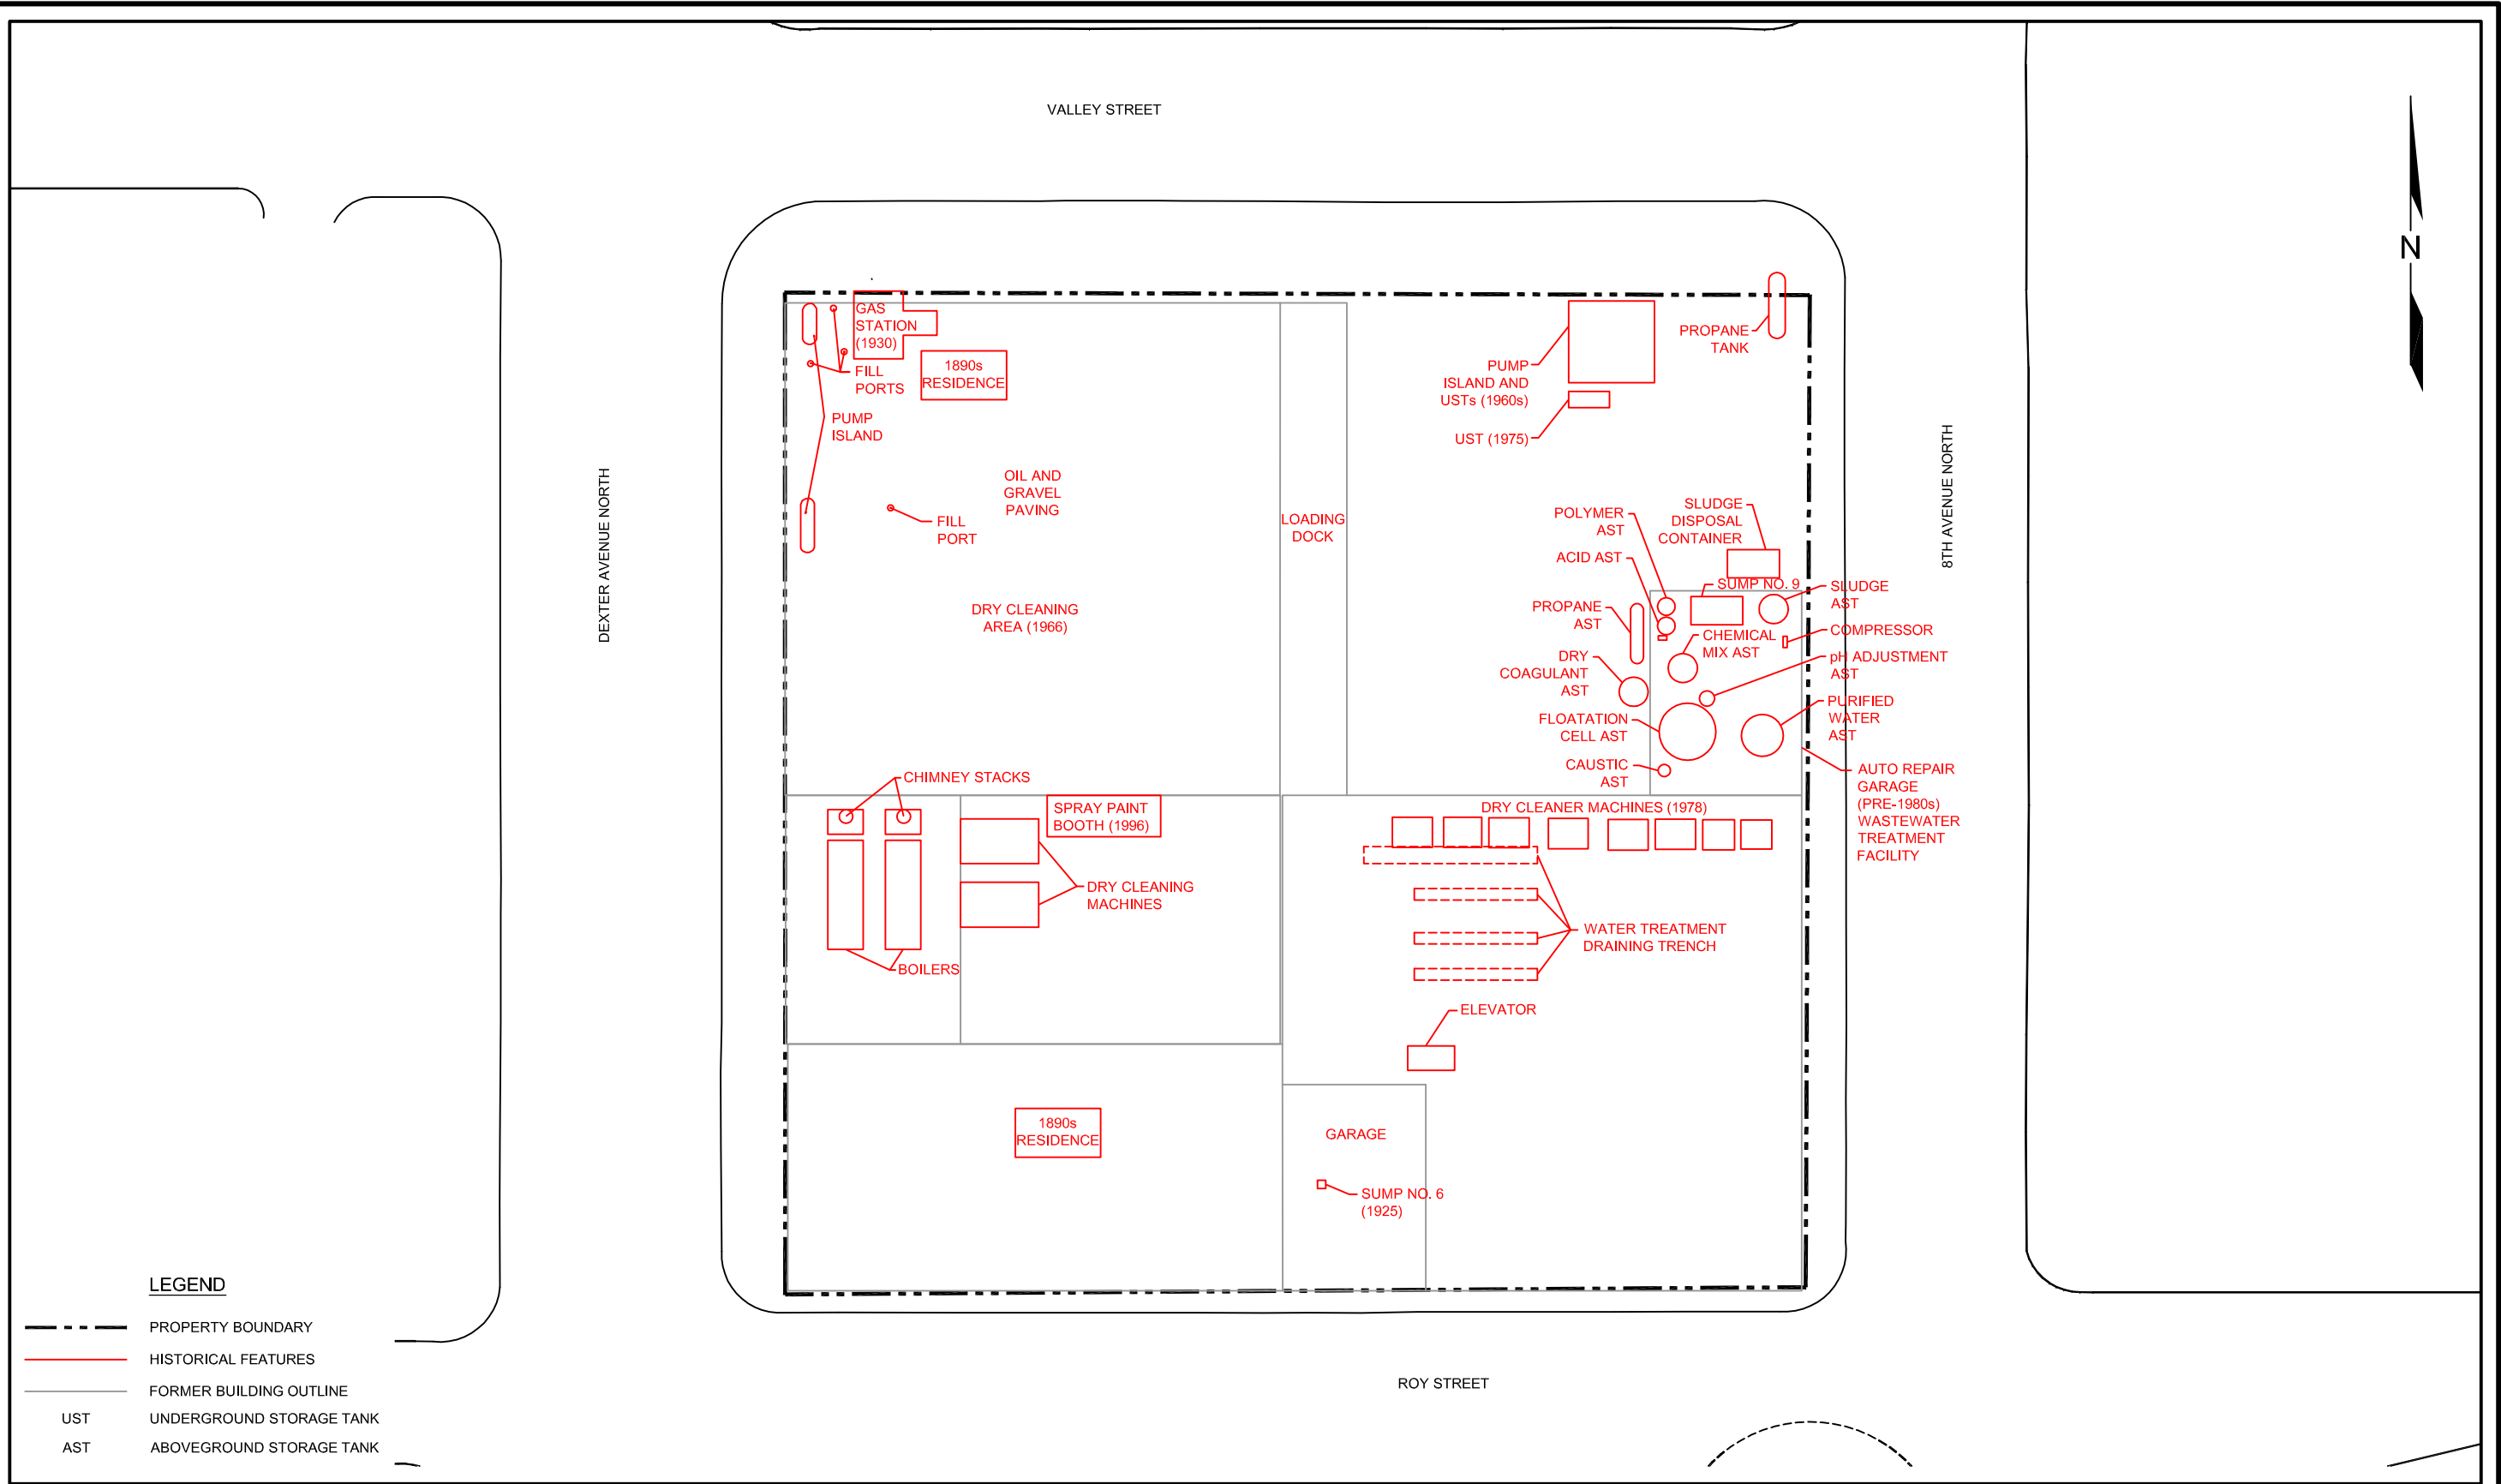 VALLEY STREET
N
GAS
STATION
(1930)
FILL
PORTS
1890s
RESIDENCE
PUMP
ISLAND
PROPANE
TANK
PUMP
ISLAND AND
USTs (1960s)
UST (1975)
DEXTER AVENUE NORTH
8TH AVENUE NORTH
OIL AND
GRAVEL
PAVING
FILL
PORT
LOADING
DOCK
POLYMER
AST
SLUDGE
DISPOSAL
CONTAINER
ACID AST
SUMP NO. 9
SLUDGE
AST
PROPANE
AST
COMPRESSOR
CHEMICAL
MIX AST
DRY CLEANING
AREA (1966)
DRY
COAGULANT
AST
pH ADJUSTMENT
AST
PURIFIED
WATER
AST
FLOATATION
CELL AST
CAUSTIC
AST
AUTO REPAIR
GARAGE
(PRE-1980s)
WASTEWATER
TREATMENT
FACILITY
CHIMNEY STACKS
SPRAY PAINT
BOOTH (1996)
DRY CLEANER MACHINES (1978)
DRY CLEANING
MACHINES
WATER TREATMENT
DRAINING TRENCH
BOILERS
ELEVATOR
1890s
RESIDENCE
GARAGE
SUMP NO. 6
(1925)
ROY STREET
LEGEND
PROPERTY BOUNDARY
HISTORICAL FEATURES
FORMER BUILDING OUTLINE
UST UNDERGROUND STORAGE TANK
AST ABOVEGROUND STORAGE TANK